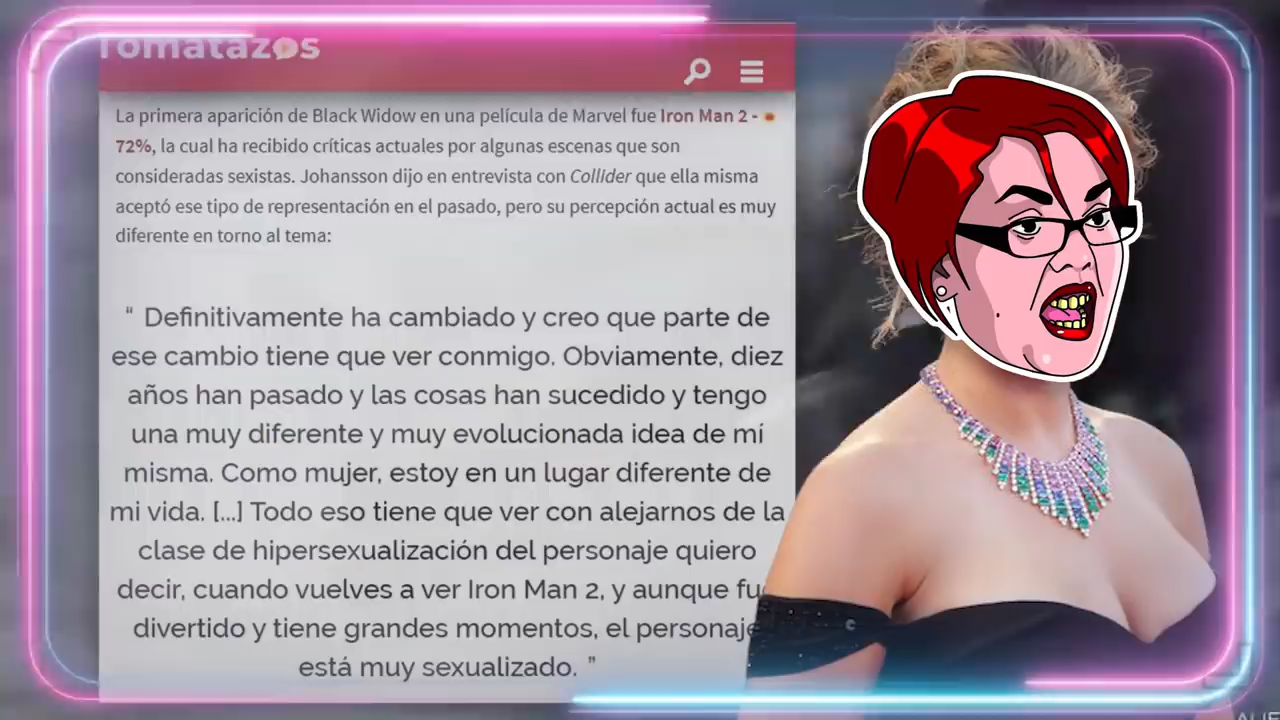 Tomatazos
La primera aparición de Black Widow en una película de Marvel fue Iron Man 2 -
72%, la cual ha recibido críticas actuales por algunas escenas que son
consideradas sexistas. Johansson dijo en entrevista con Collider que ella misma
aceptó ese tipo de representación en el pasado, pero su percepción actual es muy
diferente en torno al tema:
“ Definitivamente ha cambiado y creo que parte de
ese cambio tiene que ver conmigo. Obviamente, diez
años han pasado y las cosas han sucedido y tengo
una muy diferente y muy evolucionada idea de mí
misma. Como mujer, estoy en un lugar diferente de
mi vida. [...] Todo eso tiene que ver con alejarnos de la
clase de hipersexualización del personaje quiero
decir, cuando vuelves a ver Iron Man 2, y aunque fu
divertido y tiene grandes momentos, el personaje
está muy sexualizado. ”